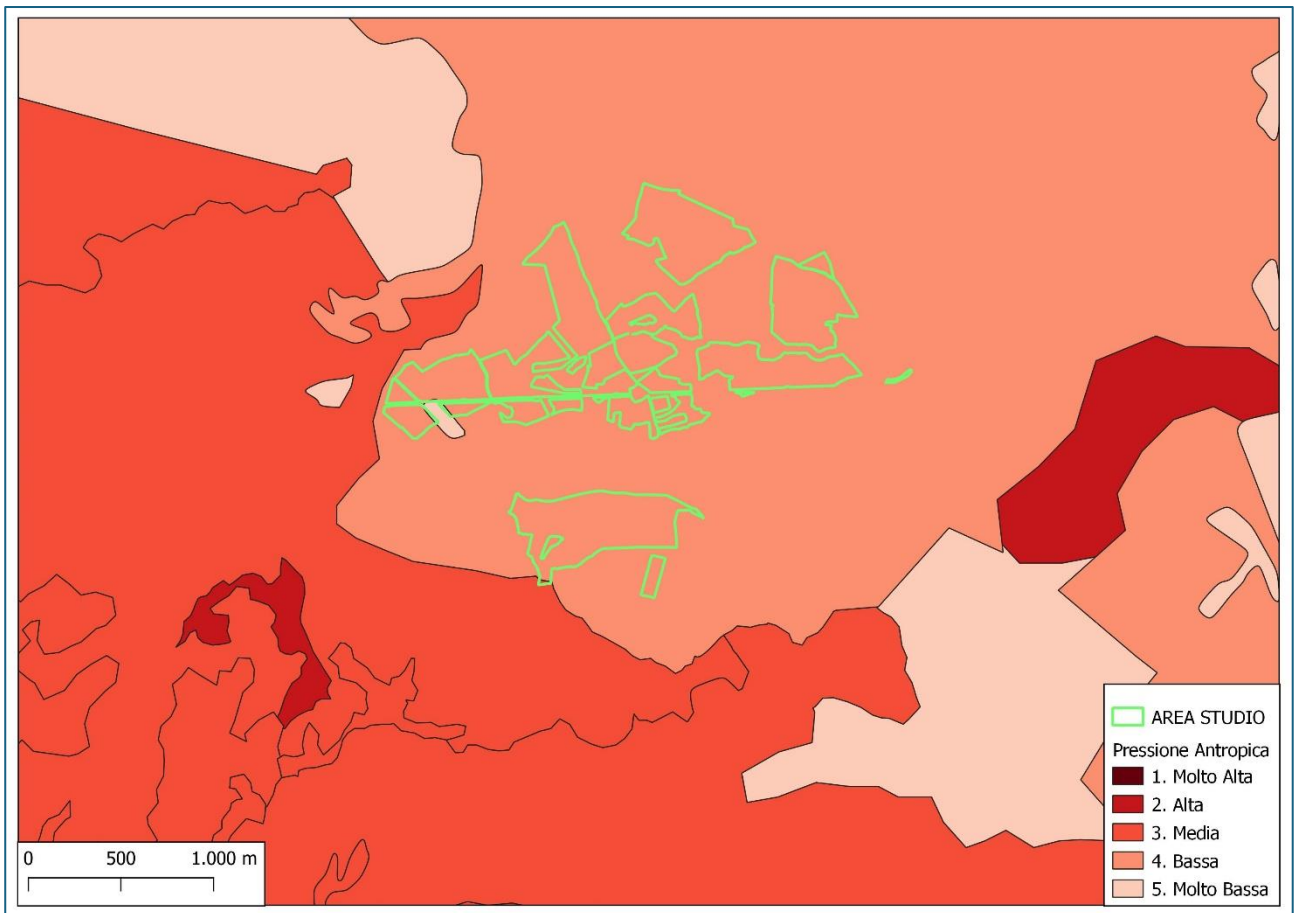 AREA STUDIO
Pressione Antropica
1. Molto Alta
2. Alta
3. Media
4. Bassa
5. Molto Bassa
0 500 1.000 m